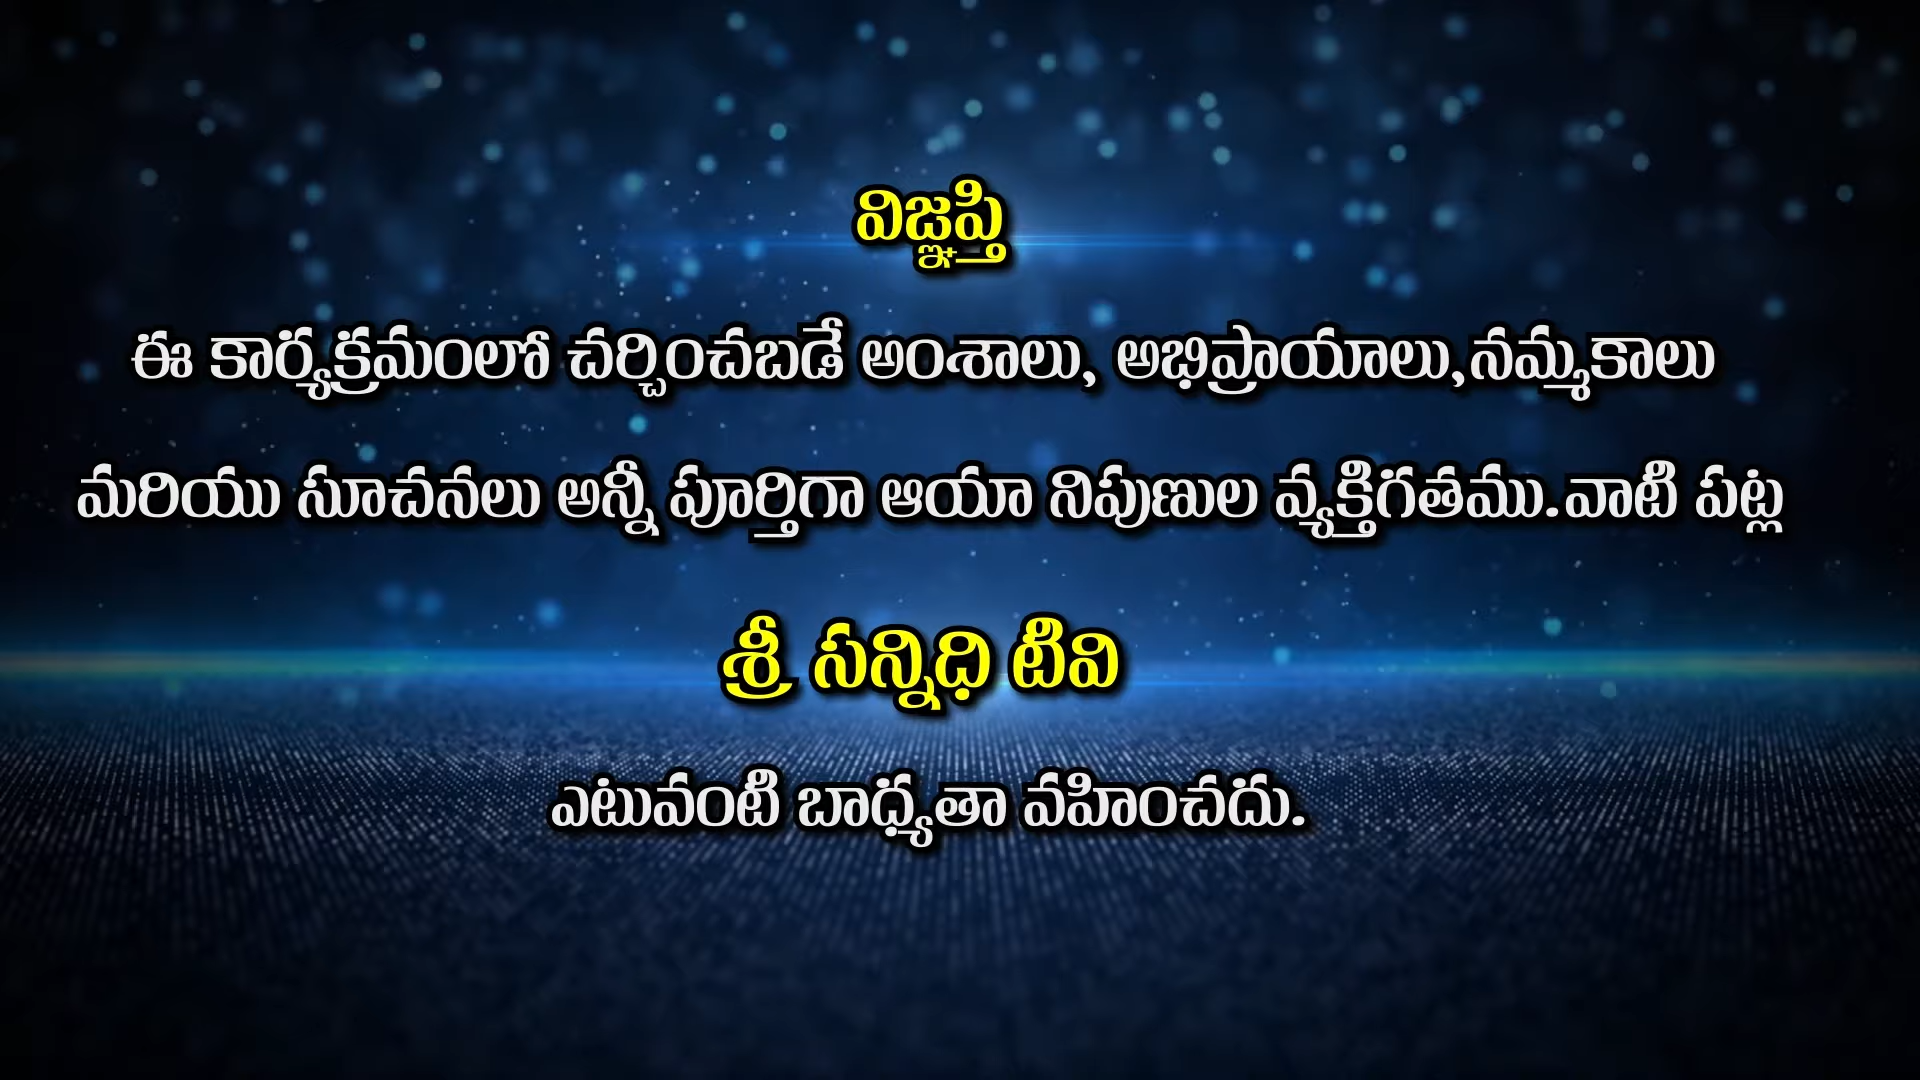 విజ్ఞప్తి
ఈ కార్యక్రమంలో చర్చించబడే అంశాలు, అభిప్రాయాలు,నమ్మకాలు
మరియు సూచనలు అన్నీ పూర్తిగా ఆయా నిపుణుల వ్యక్తిగతము.వాటి పట్ల
శ్రీ సన్నిధి టివి
ఎటువంటి బాధ్యతా వహించదు.